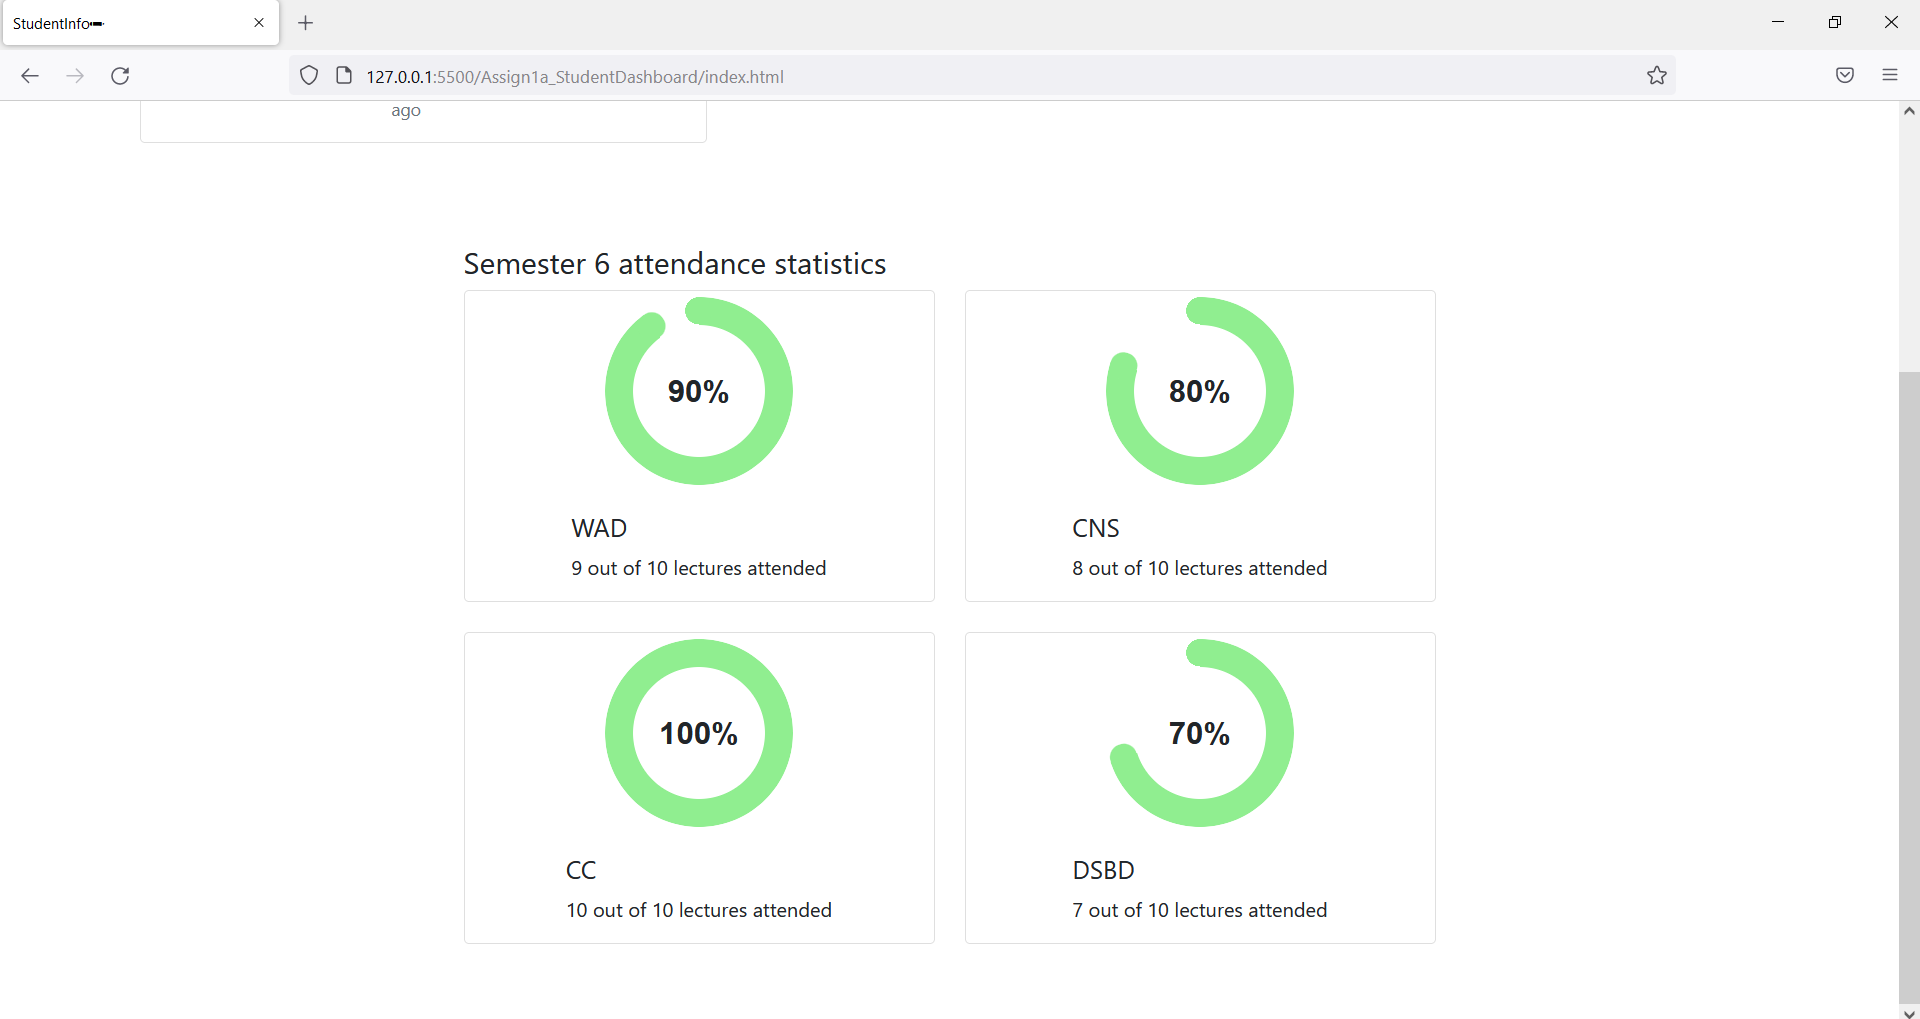 StudentInfo
127.0.0.1:5500/Assign1a_StudentDashboard/index.html
ago
Semester 6 attendance statistics
90%
WAD
9 out of 10 lectures attended
80%
CNS
8 out of 10 lectures attended
100%
CC
10 out of 10 lectures attended
70%
DSBD
7 out of 10 lectures attended